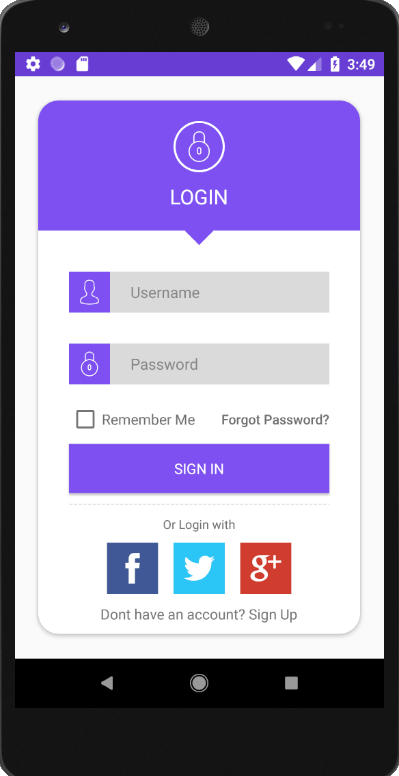 3:49
LOGIN
Username
Password
Remember Me Forgot Password?
SIGN IN
Or Login with
f g+
Dont have an account? Sign Up